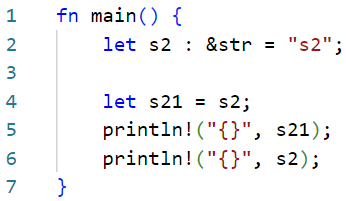 1 fn main() {
2     let s2 : &str = "s2";
3
4     let s21 = s2;
5     println!("{}", s21);
6     println!("{}", s2);
7 }